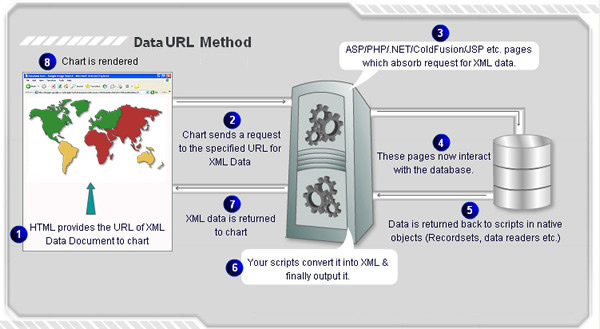 Data URL Method
8 Chart is rendered
1 HTML provides the URL of XML
Data Document to chart
2
Chart sends a request
to the specified URL for
XML Data
3
ASP/PHP/.NET/ColdFusion/JSP etc. pages
which absorb request for XML data.
4
These pages now interact
with the database.
5
Data is returned back to scripts in native
objects (Recordsets, data readers etc.)
6 Your scripts convert it into XML &
finally output it.
7
XML data is returned
to chart